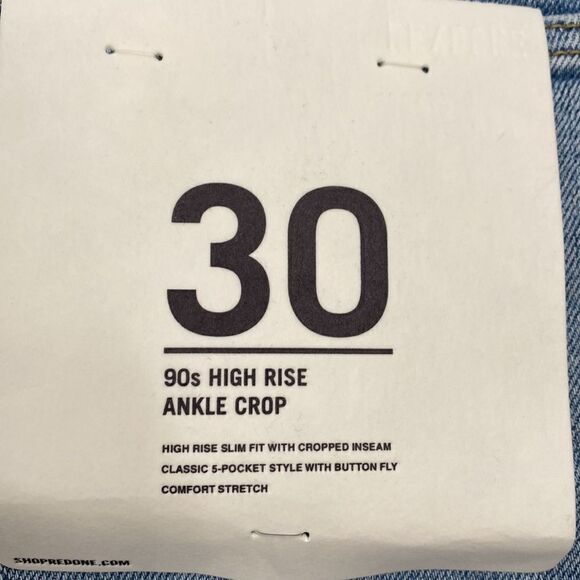 30
90s HIGH RISE
ANKLE CROP
HIGH RISE SLIM FIT WITH CROPPED INSEAM
CLASSIC 5-POCKET STYLE WITH BUTTON FLY
COMFORT STRETCH
SHOPREDONE.COM